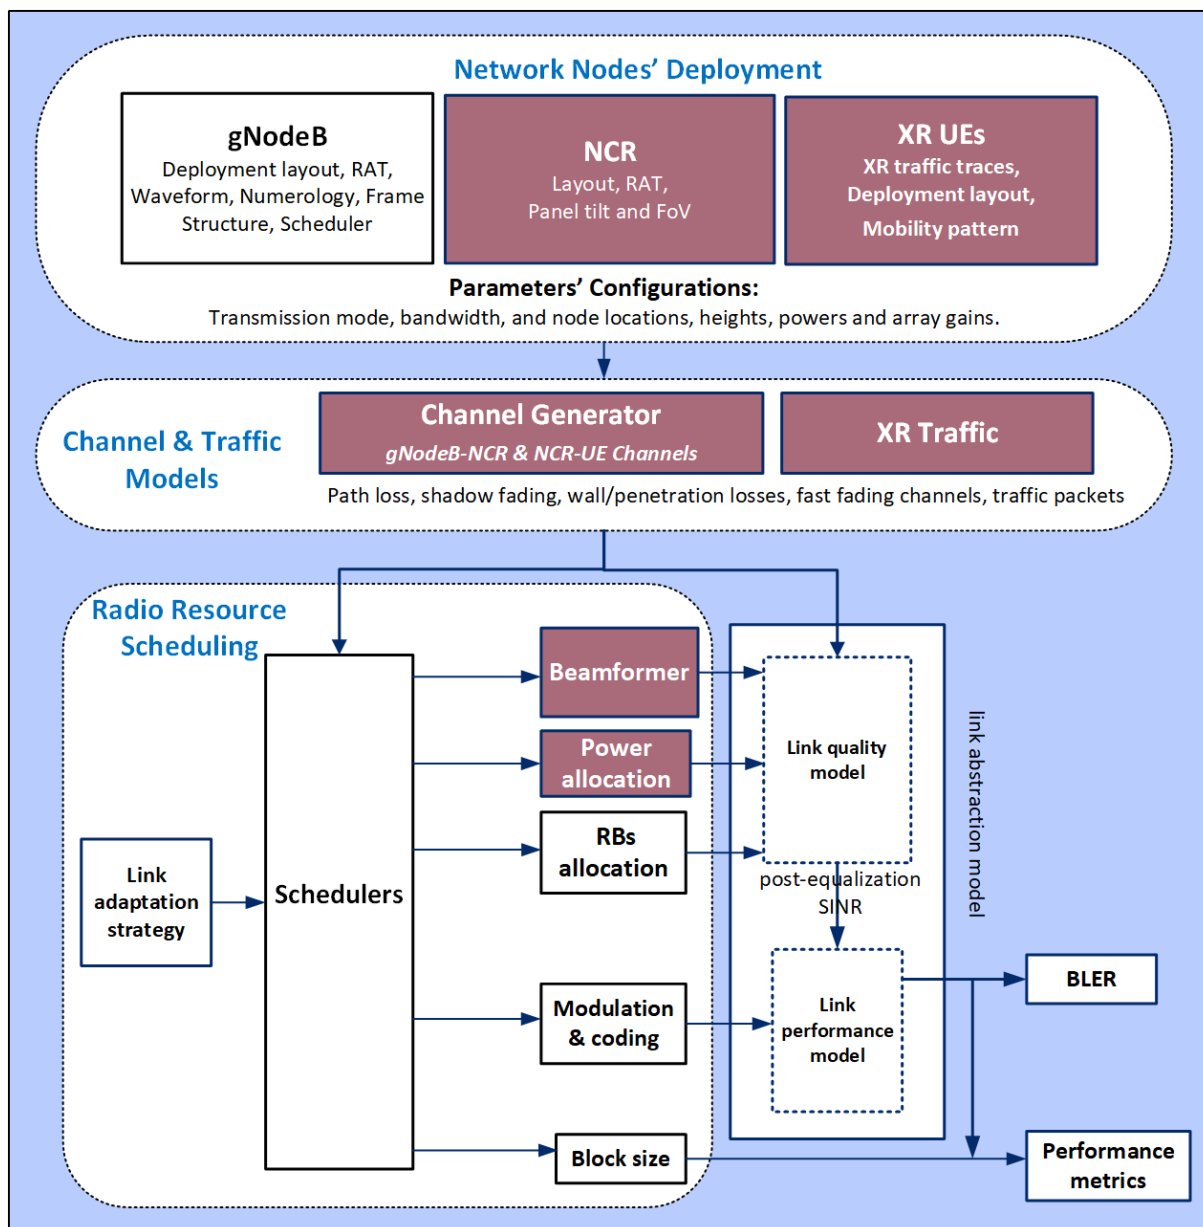 Network Nodes’ Deployment
gNodeB
Deployment layout, RAT,
Waveform, Numerology, Frame
Structure, Scheduler
NCR
Layout, RAT,
Panel tilt and FoV
XR UEs
XR traffic traces,
Deployment layout,
Mobility pattern
Parameters’ Configurations:
Transmission mode, bandwidth, and node locations, heights, powers and array gains.
Channel & Traffic
Models
Channel Generator
gNodeB-NCR & NCR-UE Channels
XR Traffic
Path loss, shadow fading, wall/penetration losses, fast fading channels, traffic packets
Radio Resource
Scheduling
Link
adaptation
strategy
Schedulers
Beamformer
Power
allocation
RBs
allocation
Modulation
& coding
Block size
Link quality
model
post-equalization
SINR
Link
performance
model
link abstraction model
BLER
Performance
metrics